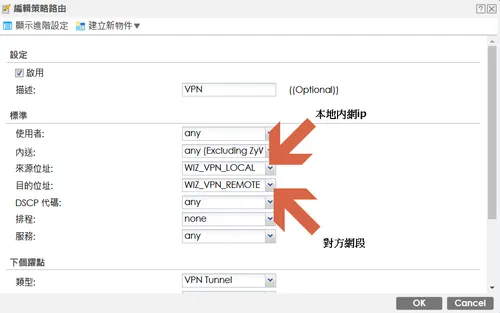 編輯策略路由
顯示進階設定 建立新物件
設定
啟用
描述: VPN ((Optional))
標準
本地內網ip
使用者: any
內送: any (Excluding ZyV
來源位址: WIZ_VPN_LOCAL
目的位址: WIZ_VPN_REMOTE
DSCP 代碼: any
排程: none
服務: any
對方網段
下個躍點
類型: VPN Tunnel
OK Cancel